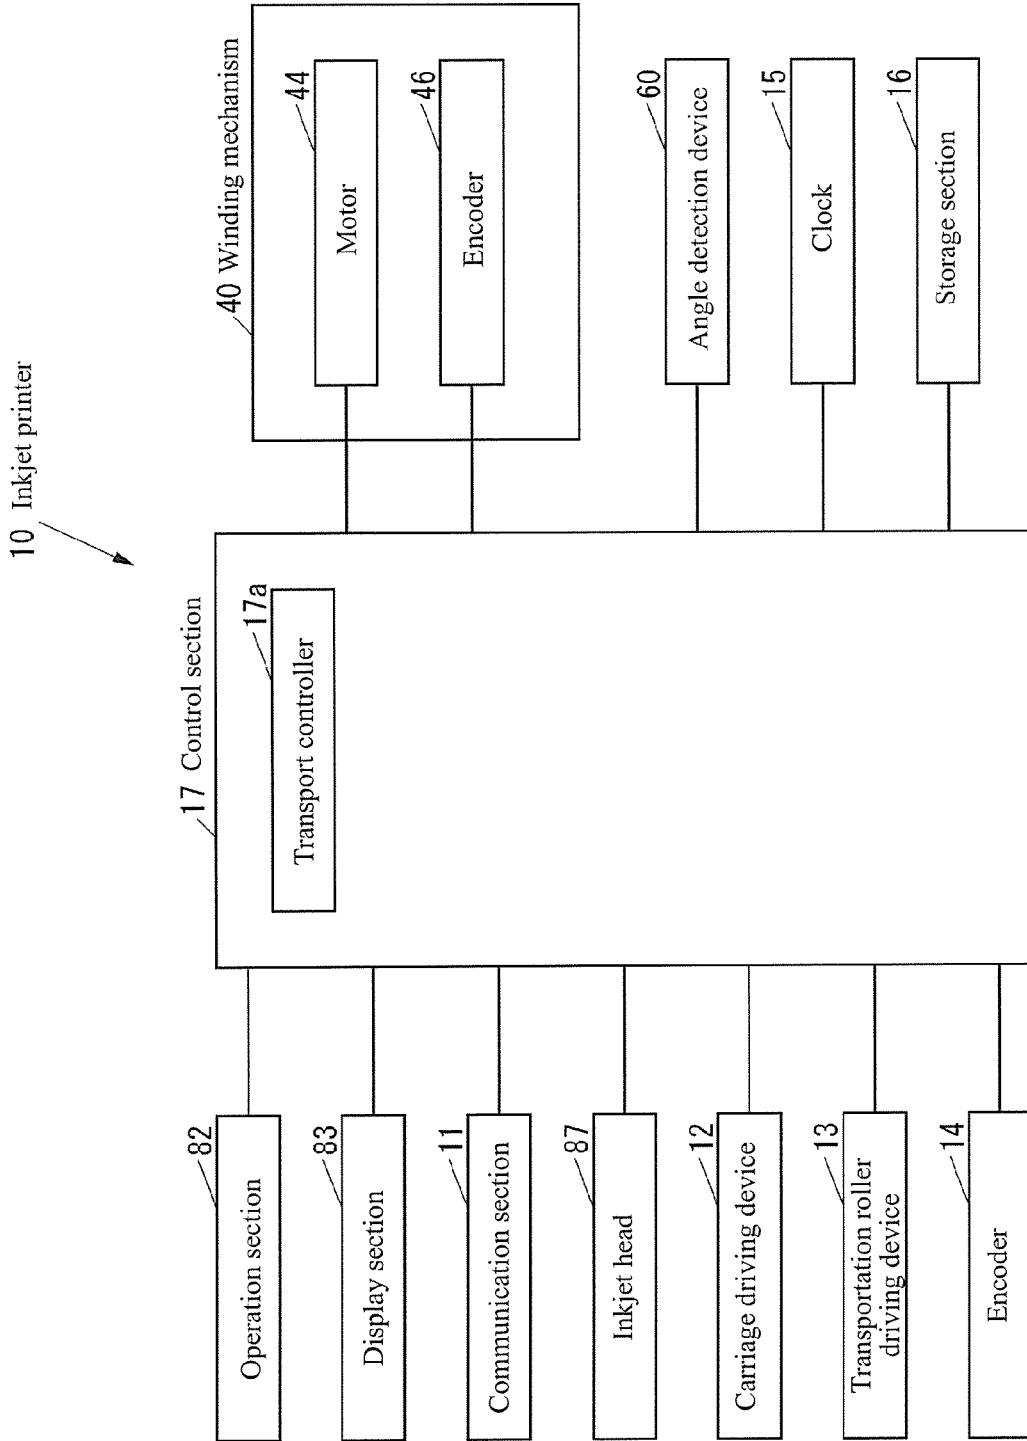 10 Inkjet printer
17 Control section
17a
Transport controller
82
Operation section
83
Display section
11
Communication section
87
Inkjet head
12
Carriage driving device
13
Transportation roller
driving device
14
Encoder
40 Winding mechanism
44
Motor
46
Encoder
60
Angle detection device
15
Clock
16
Storage section